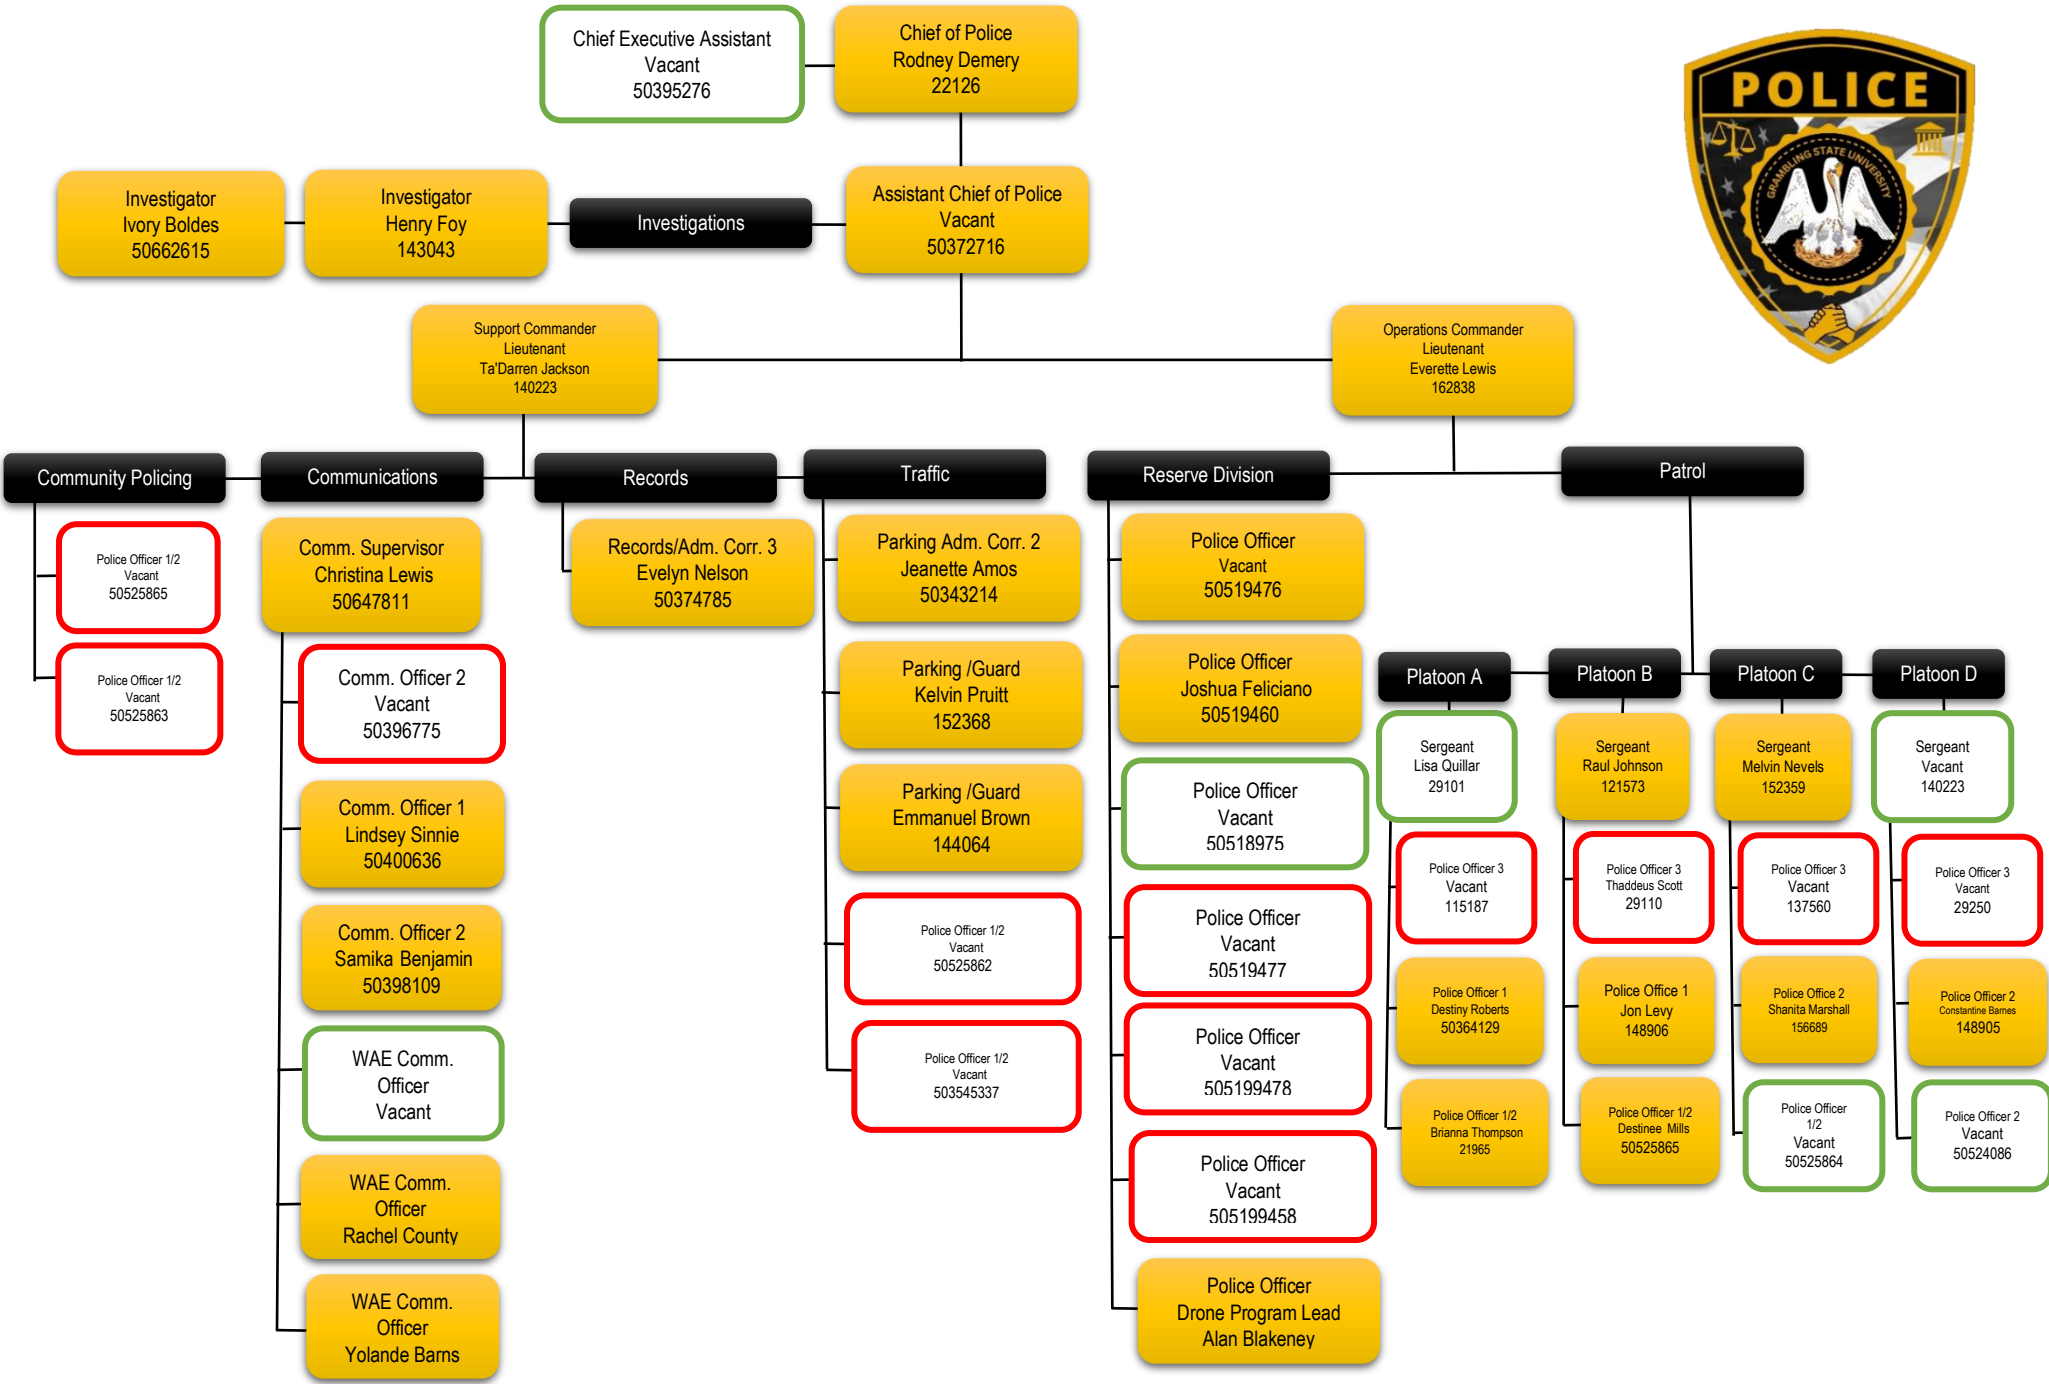 Chief Executive Assistant
Vacant
50395276
Chief of Police
Rodney Demery
22126
POLICE
GRAMBLING STATE UNIVERSITY
Investigator
Ivory Boldes
50662615
Investigator
Henry Foy
143043
Investigations
Assistant Chief of Police
Vacant
50372716
Support Commander
Lieutenant
Ta'Darren Jackson
140223
Operations Commander
Lieutenant
Everette Lewis
162838
Community Policing
Communications
Records
Traffic
Reserve Division
Patrol
Police Officer 1/2
Vacant
50525865
Police Officer 1/2
Vacant
50525863
Comm. Supervisor
Christina Lewis
50647811
Comm. Officer 2
Vacant
50396775
Comm. Officer 1
Lindsey Sinnie
50400636
Comm. Officer 2
Samika Benjamin
50398109
WAE Comm.
Officer
Vacant
WAE Comm.
Officer
Rachel County
WAE Comm.
Officer
Yolande Barns
Records/Adm. Corr. 3
Evelyn Nelson
50374785
Parking Adm. Corr. 2
Jeanette Amos
50343214
Parking /Guard
Kelvin Pruitt
152368
Parking /Guard
Emmanuel Brown
144064
Police Officer 1/2
Vacant
50525862
Police Officer 1/2
Vacant
503545337
Police Officer
Vacant
50519476
Police Officer
Joshua Feliciano
50519460
Police Officer
Vacant
50518975
Police Officer
Vacant
50519477
Police Officer
Vacant
505199478
Police Officer
Vacant
505199458
Police Officer
Drone Program Lead
Alan Blakeney
Platoon A
Platoon B
Platoon C
Platoon D
Sergeant
Lisa Quillar
29101
Police Officer 3
Vacant
115187
Police Officer 1
Destiny Roberts
50364129
Police Officer 1/2
Brianna Thompson
21965
Sergeant
Raul Johnson
121573
Police Officer 3
Thaddeus Scott
29110
Police Office 1
Jon Levy
148906
Police Officer 1/2
Destinee Mills
50525865
Sergeant
Melvin Nevels
152359
Police Officer 3
Vacant
137560
Police Office 2
Shanita Marshall
156689
Police Officer
1/2
Vacant
50525864
Sergeant
Vacant
140223
Police Officer 3
Vacant
29250
Police Officer 2
Constantine Barnes
148905
Police Officer 2
Vacant
50524086